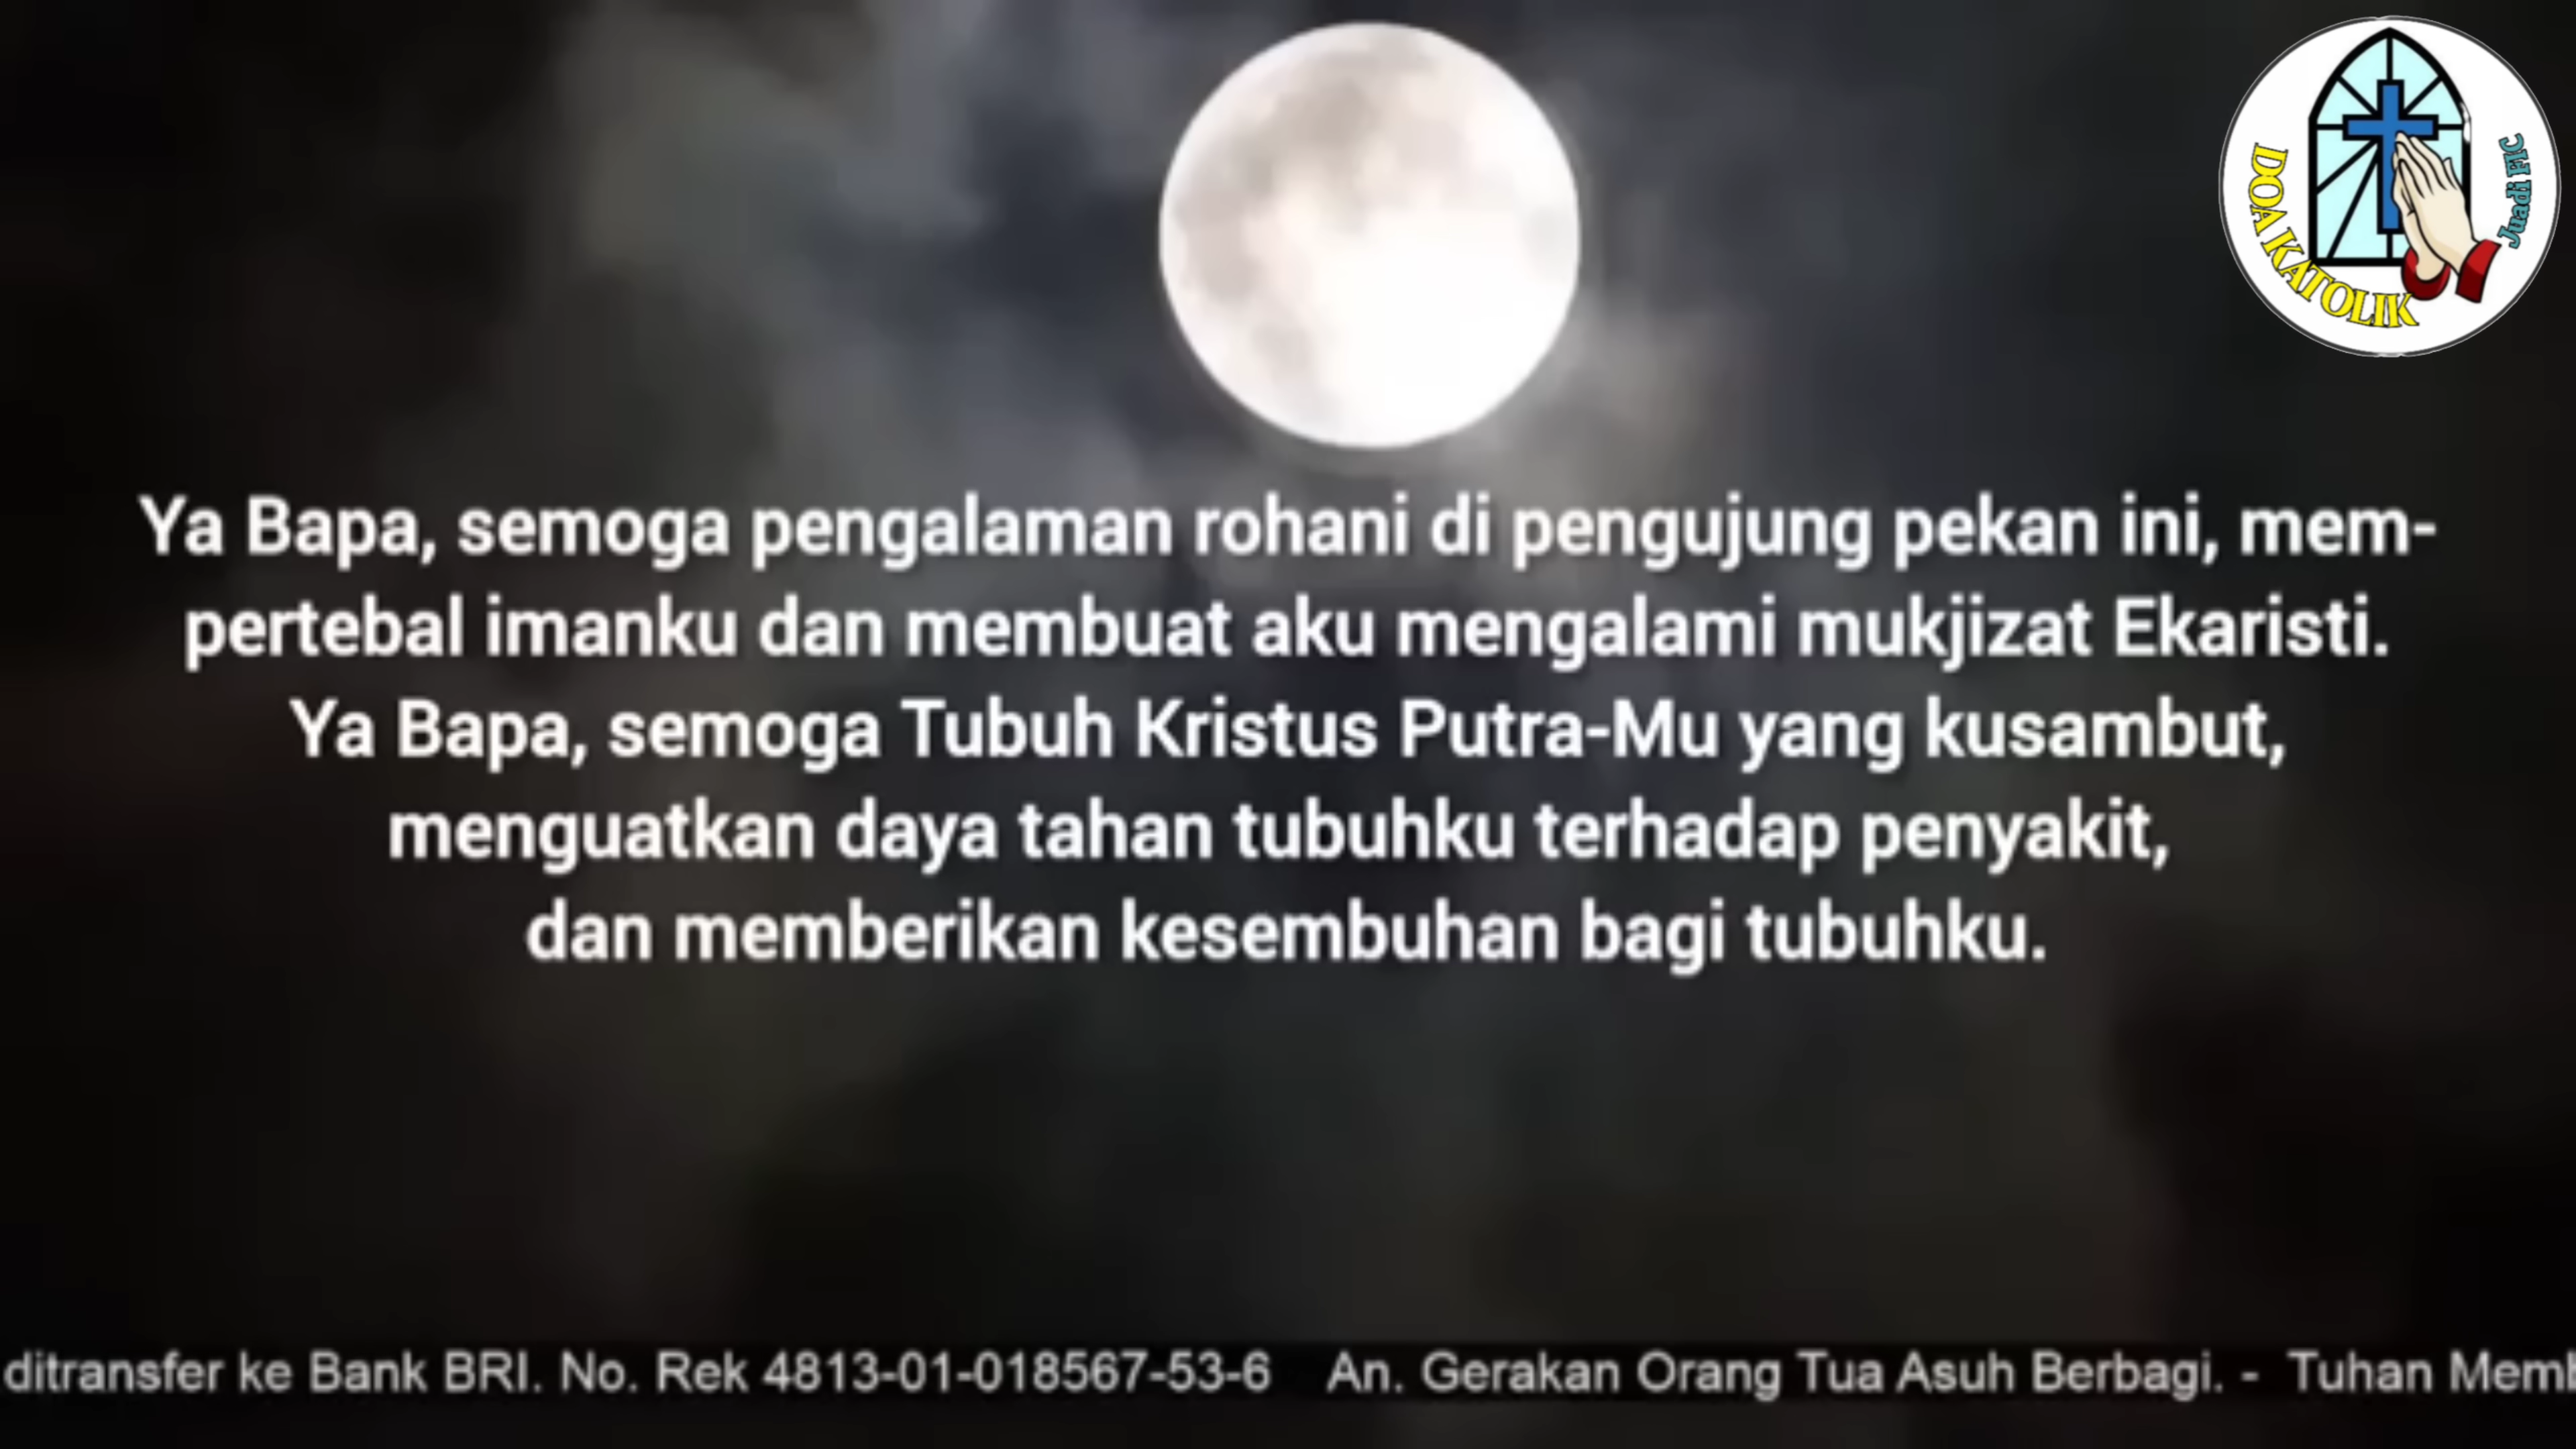 DOA KATOLIK
Juadi FIC
Ya Bapa, semoga pengalaman rohani di pengujung pekan ini, mem-
pertebal imanku dan membuat aku mengalami mukjizat Ekaristi.
Ya Bapa, semoga Tubuh Kristus Putra-Mu yang kusambut,
menguatkan daya tahan tubuhku terhadap penyakit,
dan memberikan kesembuhan bagi tubuhku.
ditransfer ke Bank BRI. No. Rek 4813-01-018567-53-6 An. Gerakan Orang Tua Asuh Berbagi. - Tuhan